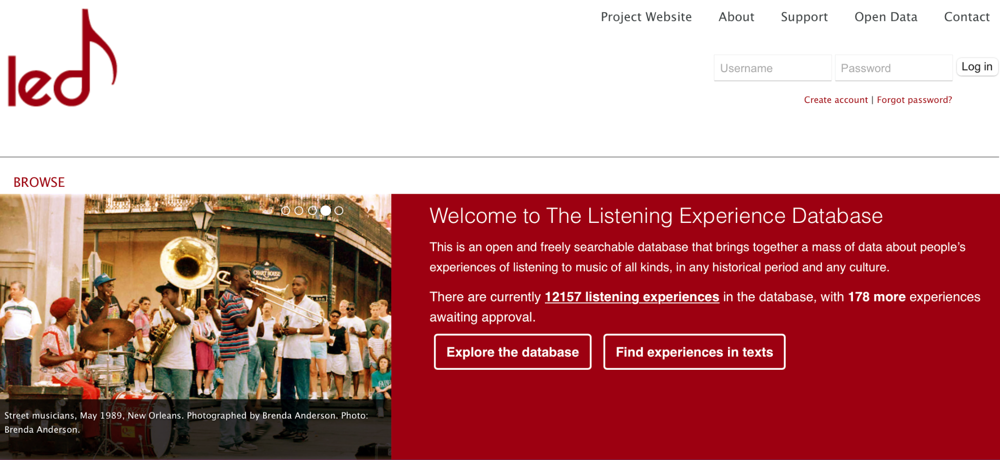 led
Project Website About Support Open Data Contact
Username Password Log in
Create account | Forgot password?
BROWSE
CHART HOUSE
St Ann
Street musicians, May 1989, New Orleans. Photographed by Brenda Anderson. Photo:
Brenda Anderson.
Welcome to The Listening Experience Database
This is an open and freely searchable database that brings together a mass of data about people’s
experiences of listening to music of all kinds, in any historical period and any culture.
There are currently 12157 listening experiences in the database, with 178 more experiences
awaiting approval.
Explore the database Find experiences in texts